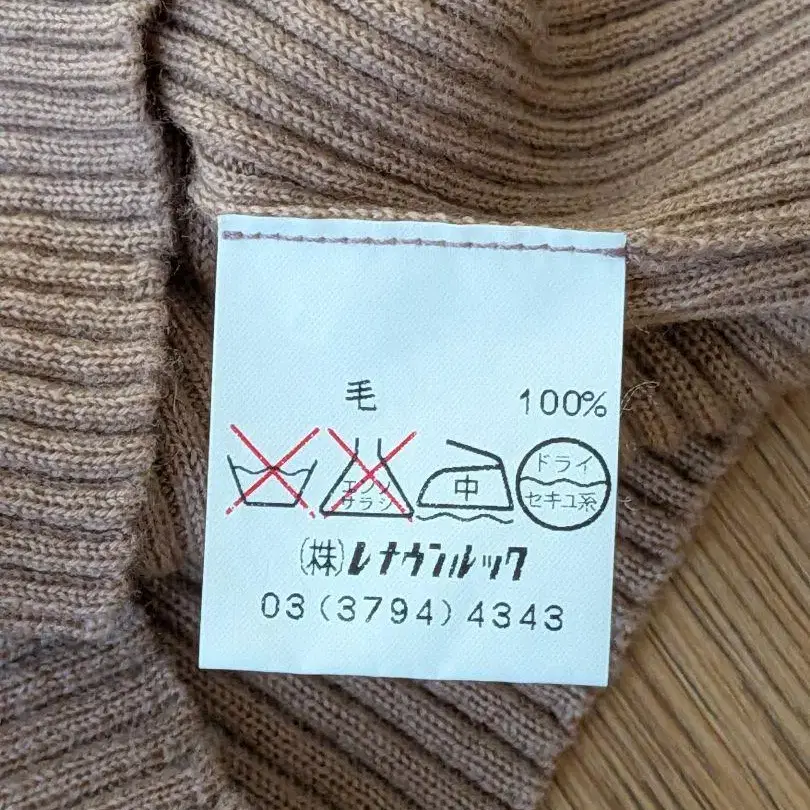 毛 100%
エンソ サラシ 中 ドライ セキユ系
(株)レナウンルック
03(3794)4343